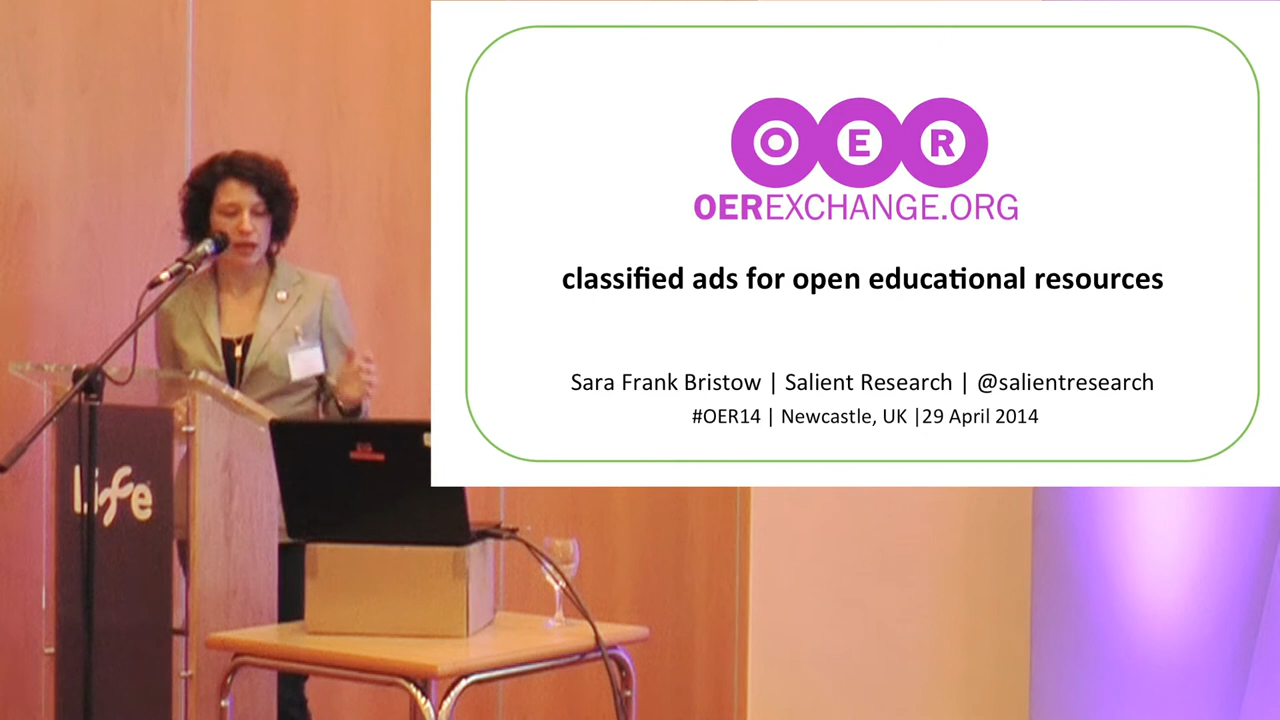 O E R
OEREXCHANGE.ORG
classified ads for open educational resources
Sara Frank Bristow | Salient Research | @salientresearch
#OER14 | Newcastle, UK |29 April 2014
Life